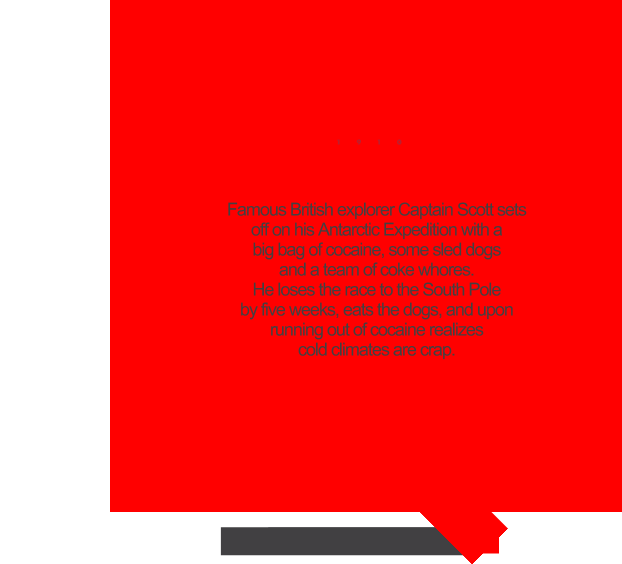 Famous British explorer Captain Scott sets
off on his Antarctic Expedition with a
big bag of cocaine, some sled dogs
and a team of coke whores.
He loses the race to the South Pole
by five weeks, eats the dogs, and upon
running out of cocaine realizes
cold climates are crap.